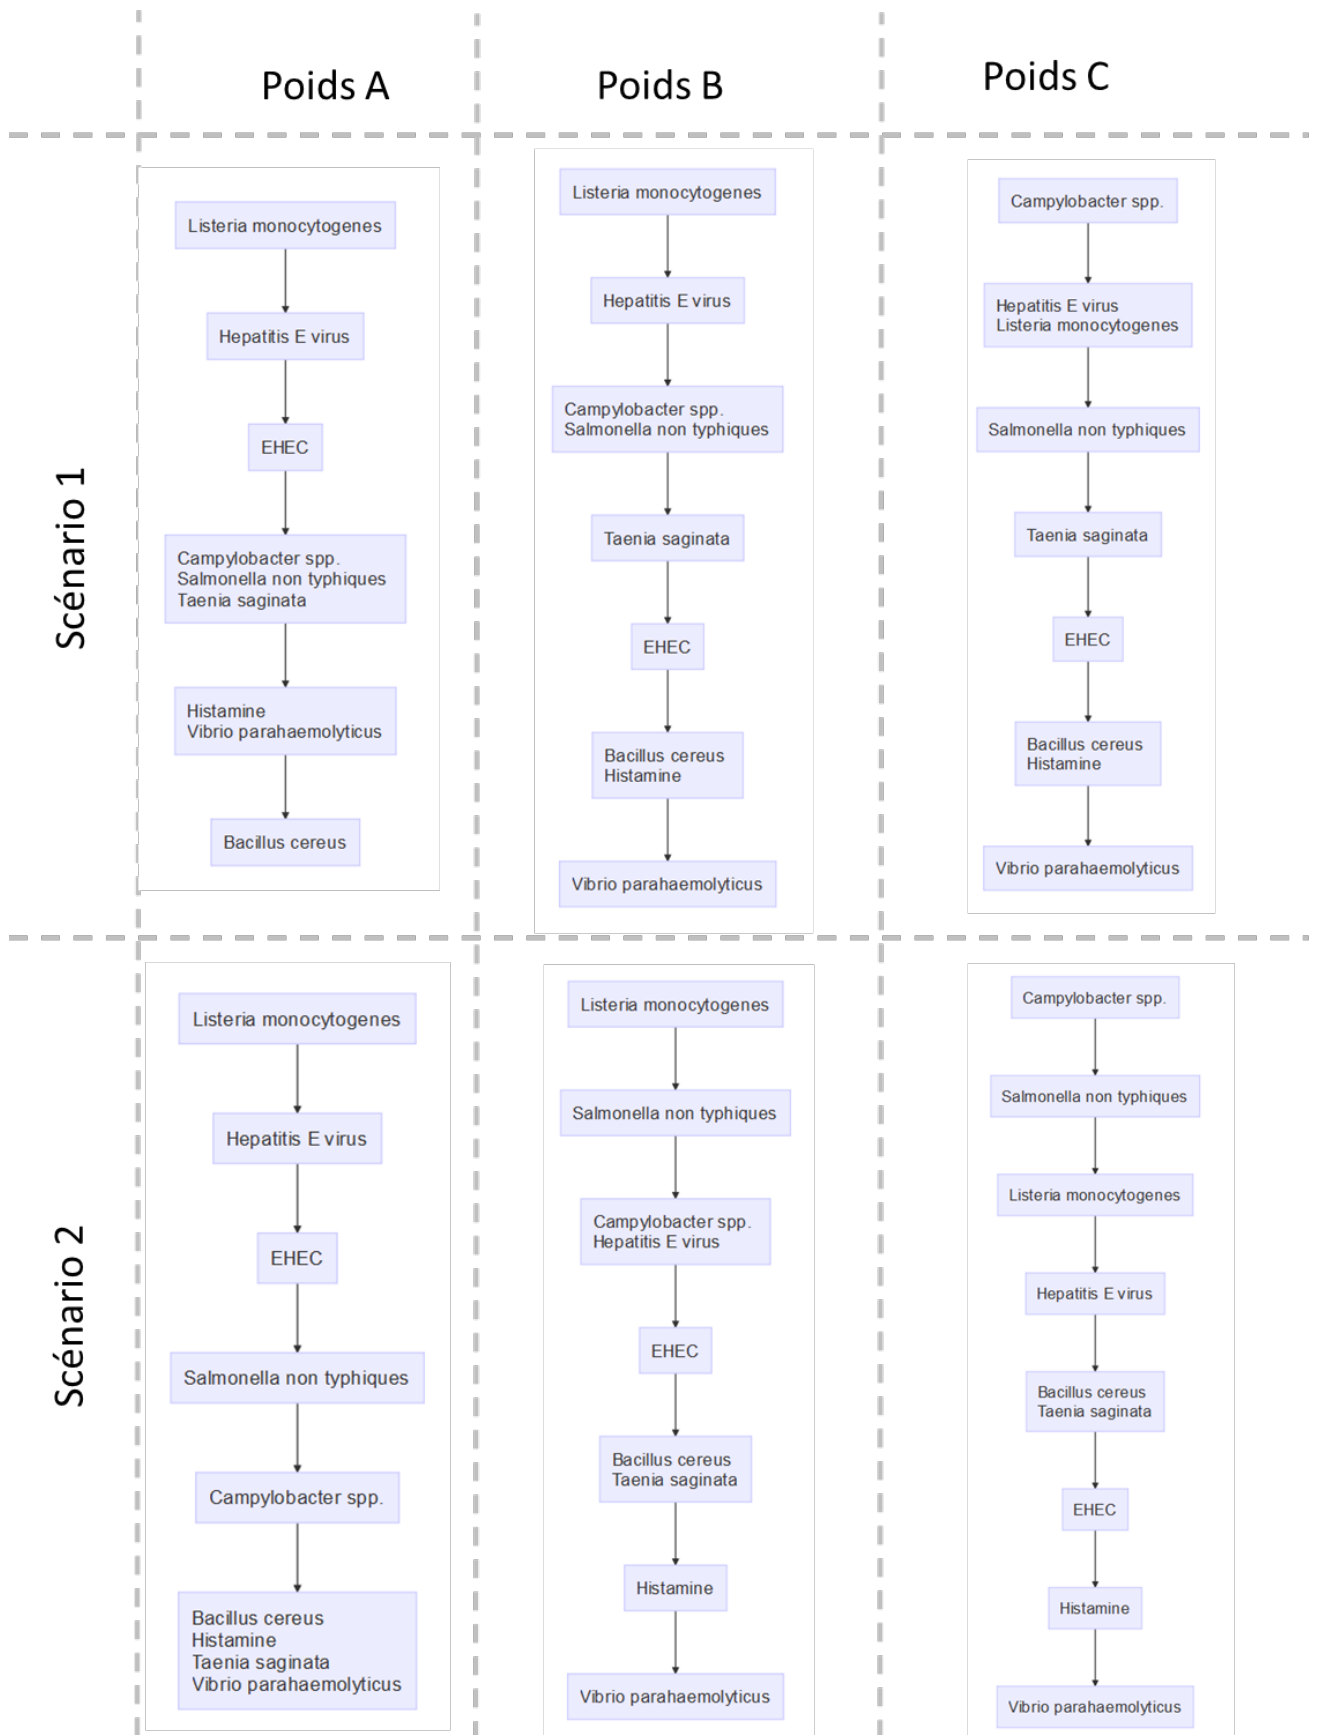 Poids A
Poids B
Poids C
Scénario 1
Listeria monocytogenes
Hepatitis E virus
EHEC
Campylobacter spp.
Salmonella non typhiques
Taenia saginata
Histamine
Vibrio parahaemolyticus
Bacillus cereus
Listeria monocytogenes
Hepatitis E virus
Campylobacter spp.
Salmonella non typhiques
Taenia saginata
EHEC
Bacillus cereus
Histamine
Vibrio parahaemolyticus
Campylobacter spp.
Hepatitis E virus
Listeria monocytogenes
Salmonella non typhiques
Taenia saginata
EHEC
Bacillus cereus
Histamine
Vibrio parahaemolyticus
Scénario 2
Listeria monocytogenes
Hepatitis E virus
EHEC
Salmonella non typhiques
Campylobacter spp.
Bacillus cereus
Histamine
Taenia saginata
Vibrio parahaemolyticus
Listeria monocytogenes
Salmonella non typhiques
Campylobacter spp.
Hepatitis E virus
EHEC
Bacillus cereus
Taenia saginata
Histamine
Vibrio parahaemolyticus
Campylobacter spp.
Salmonella non typhiques
Listeria monocytogenes
Hepatitis E virus
Bacillus cereus
Taenia saginata
EHEC
Histamine
Vibrio parahaemolyticus